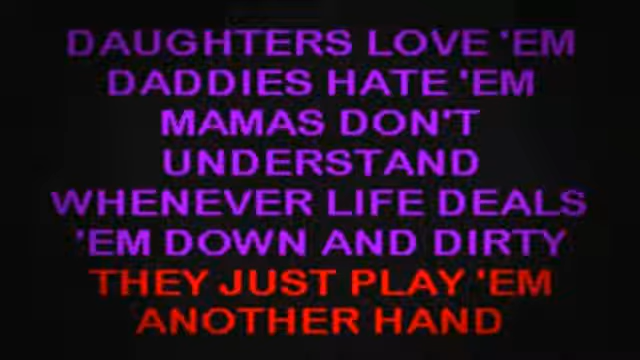 DAUGHTERS LOVE 'EM
DADDIES HATE 'EM
MAMAS DON'T
UNDERSTAND
WHENEVER LIFE DEALS
'EM DOWN AND DIRTY
THEY JUST PLAY 'EM
ANOTHER HAND